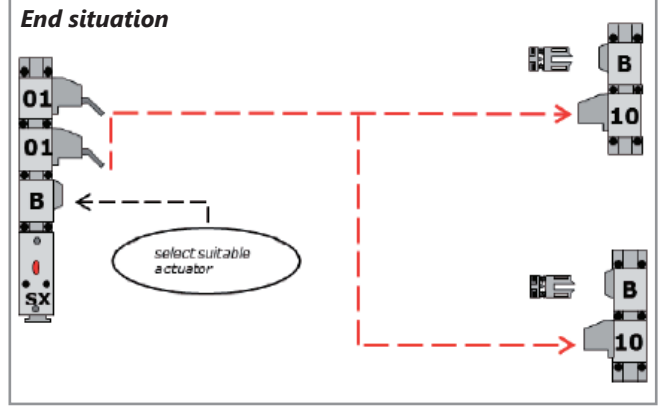 End situation
01
01
B
SX
select suitable
actuator
B
10
B
10